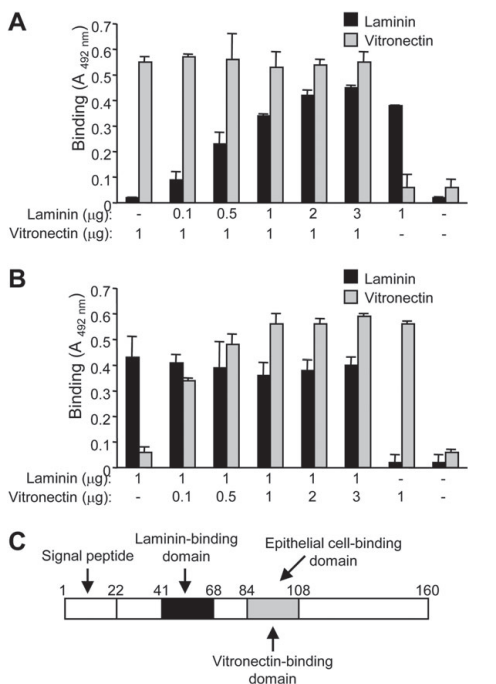 A
Laminin
Vitronectin
Binding (A 492 nm)
0.7
0.6
0.5
0.4
0.3
0.2
0.1
0
Laminin (μg): - 0.1 0.5 1 2 3 1 -
Vitronectin (μg): 1 1 1 1 1 1 - -
B
Laminin
Vitronectin
Binding (A 492 nm)
0.7
0.6
0.5
0.4
0.3
0.2
0.1
0
Laminin (μg): 1 1 1 1 1 1 - -
Vitronectin (μg): - 0.1 0.5 1 2 3 1 -
C
Signal peptide
Laminin-binding
domain
Epithelial cell-binding
domain
1 22 41 68 84 108 160
Vitronectin-binding
domain